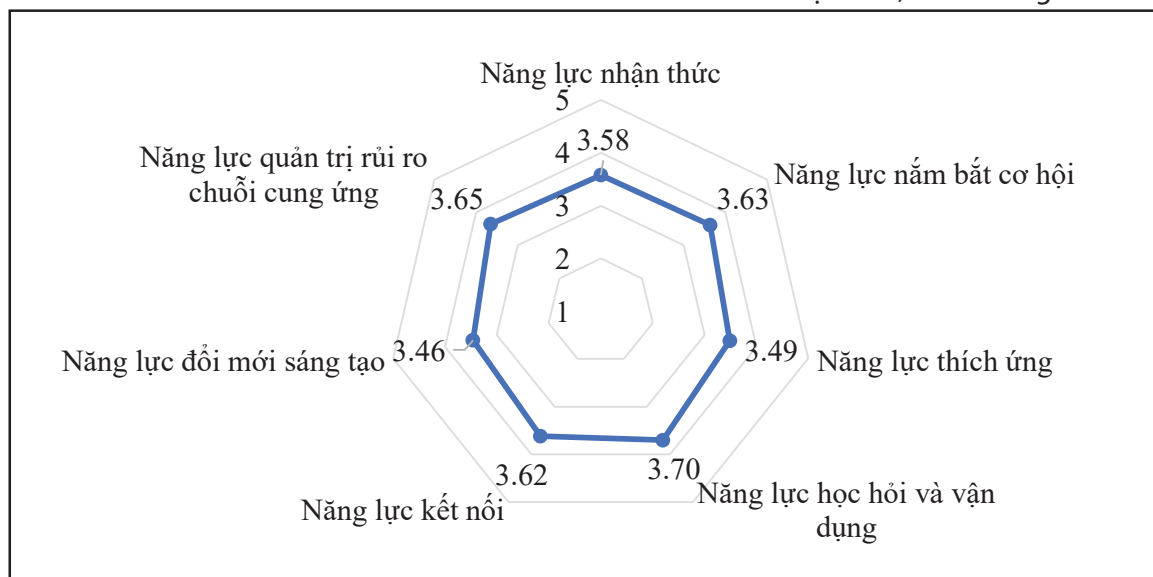 Năng lực nhận thức
5
3.58
4
Năng lực quản trị rủi ro
chuỗi cung ứng
Năng lực nắm bắt cơ hội
3.65
3.63
3
2
1
Năng lực đổi mới sáng tạo
3.46
3.49
Năng lực thích ứng
3.62
3.70
Năng lực kết nối
Năng lực học hỏi và vận
dụng